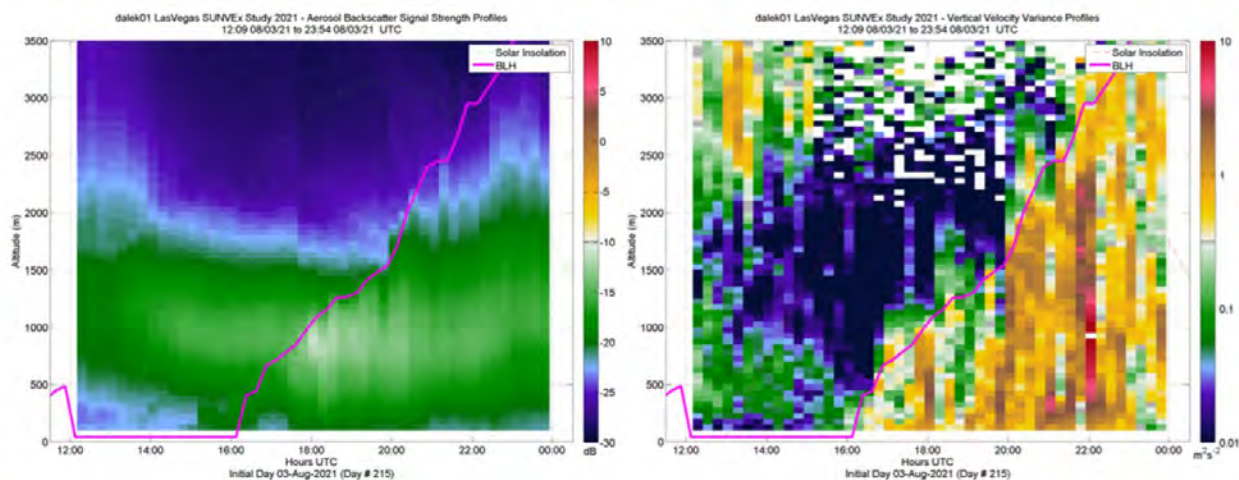 dalek01 LasVegas SUNVEx Study 2021 - Aerosol Backscatter Signal Strength Profiles
12:09 08/03/21 to 23:54 08/03/21 UTC
3500
3000
2500
2000
1500
1000
500
0
Altitude (m)
Solar Insolation
BLH
10
5
0
-5
-10
-15
-20
-25
-30
dB
12:00
14:00
16:00
18:00
20:00
22:00
00:00
Hours UTC
Initial Day 03-Aug-2021 (Day # 215)
dalek01 LasVegas SUNVEx Study 2021 - Vertical Velocity Variance Profiles
12:09 08/03/21 to 23:54 08/03/21 UTC
3500
3000
2500
2000
1500
1000
500
0
Altitude (m)
Solar Insolation
BLH
10
1
0.1
0.01
m²s⁻²
12:00
14:00
16:00
18:00
20:00
22:00
00:00
Hours UTC
Initial Day 03-Aug-2021 (Day # 215)